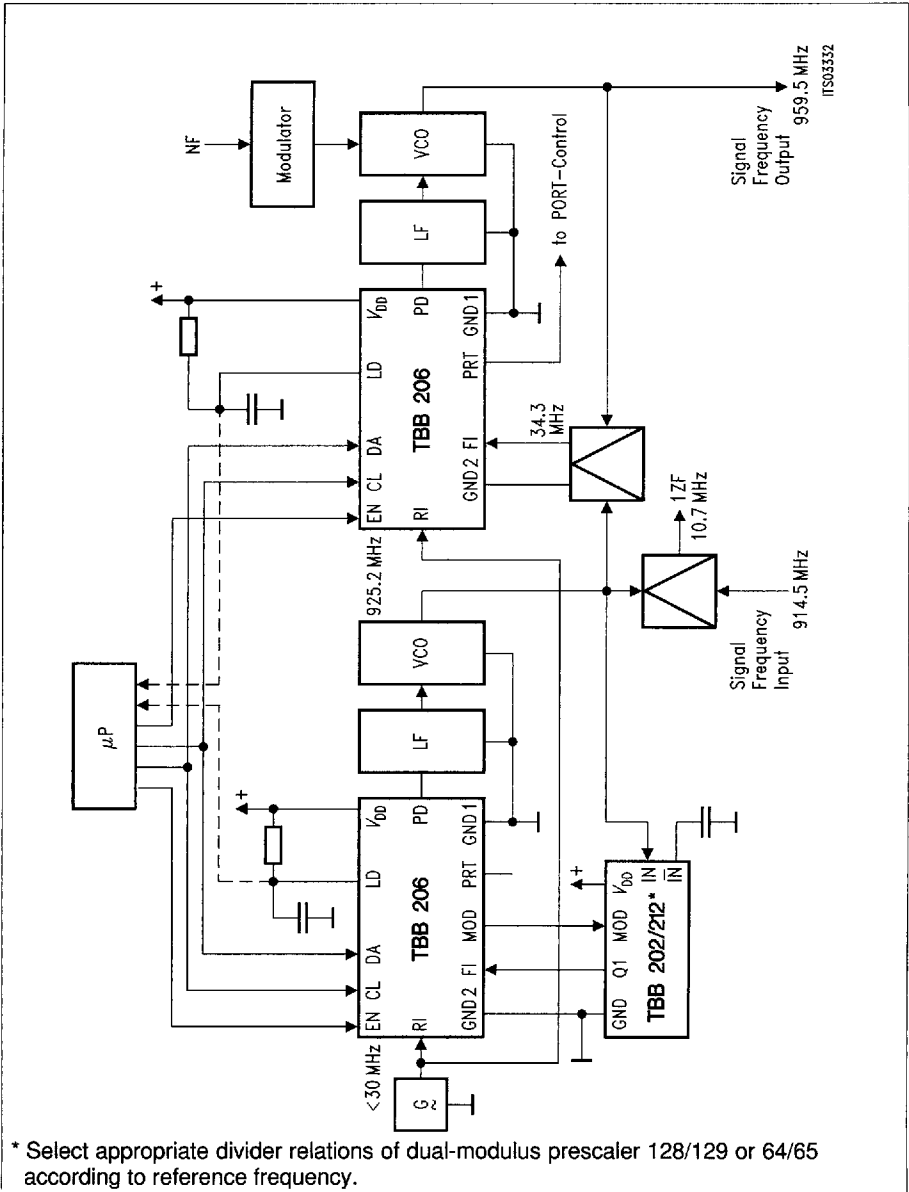 μP
NF
Modulator
VCO
LF
+
VDD
PD
LD
GND1
DA
TBB 206
PRT
CL
FI
EN
RI
GND2
34.3
MHz
to PORT-Control
Signal
Frequency
Output
959.5 MHz
ITS03332
925.2 MHz
VCO
LF
+
VDD
PD
LD
GND1
DA
TBB 206
PRT
CL
MOD
FI
EN
RI
GND2
<30 MHz
G
~
1ZF
10.7 MHz
Signal
Frequency
Input
914.5 MHz
+
VDD
IN
IN
MOD
Q1
GND
TBB 202/212*
* Select appropriate divider relations of dual-modulus prescaler 128/129 or 64/65
according to reference frequency.